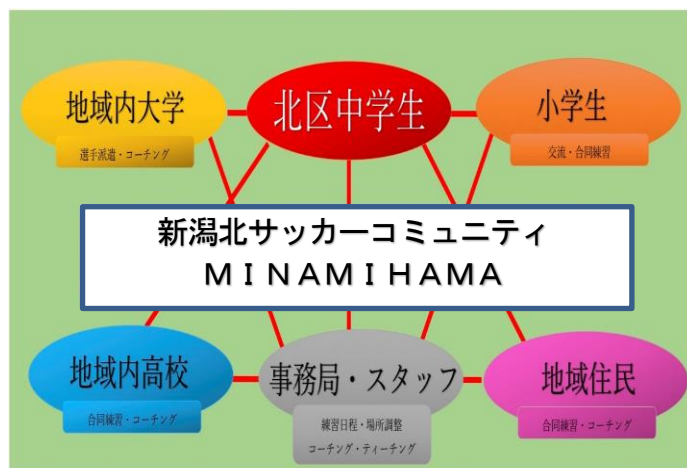 地域内大学
選手派遣・コーチング
北区中学生
小学生
交流・合同練習
新潟北サッカーコミュニティ
ＭＩＮＡＭＩＨＡＭＡ
地域内高校
合同練習・コーチング
事務局・スタッフ
練習日程・場所調整
コーチング・ティーチング
地域住民
合同練習・コーチング